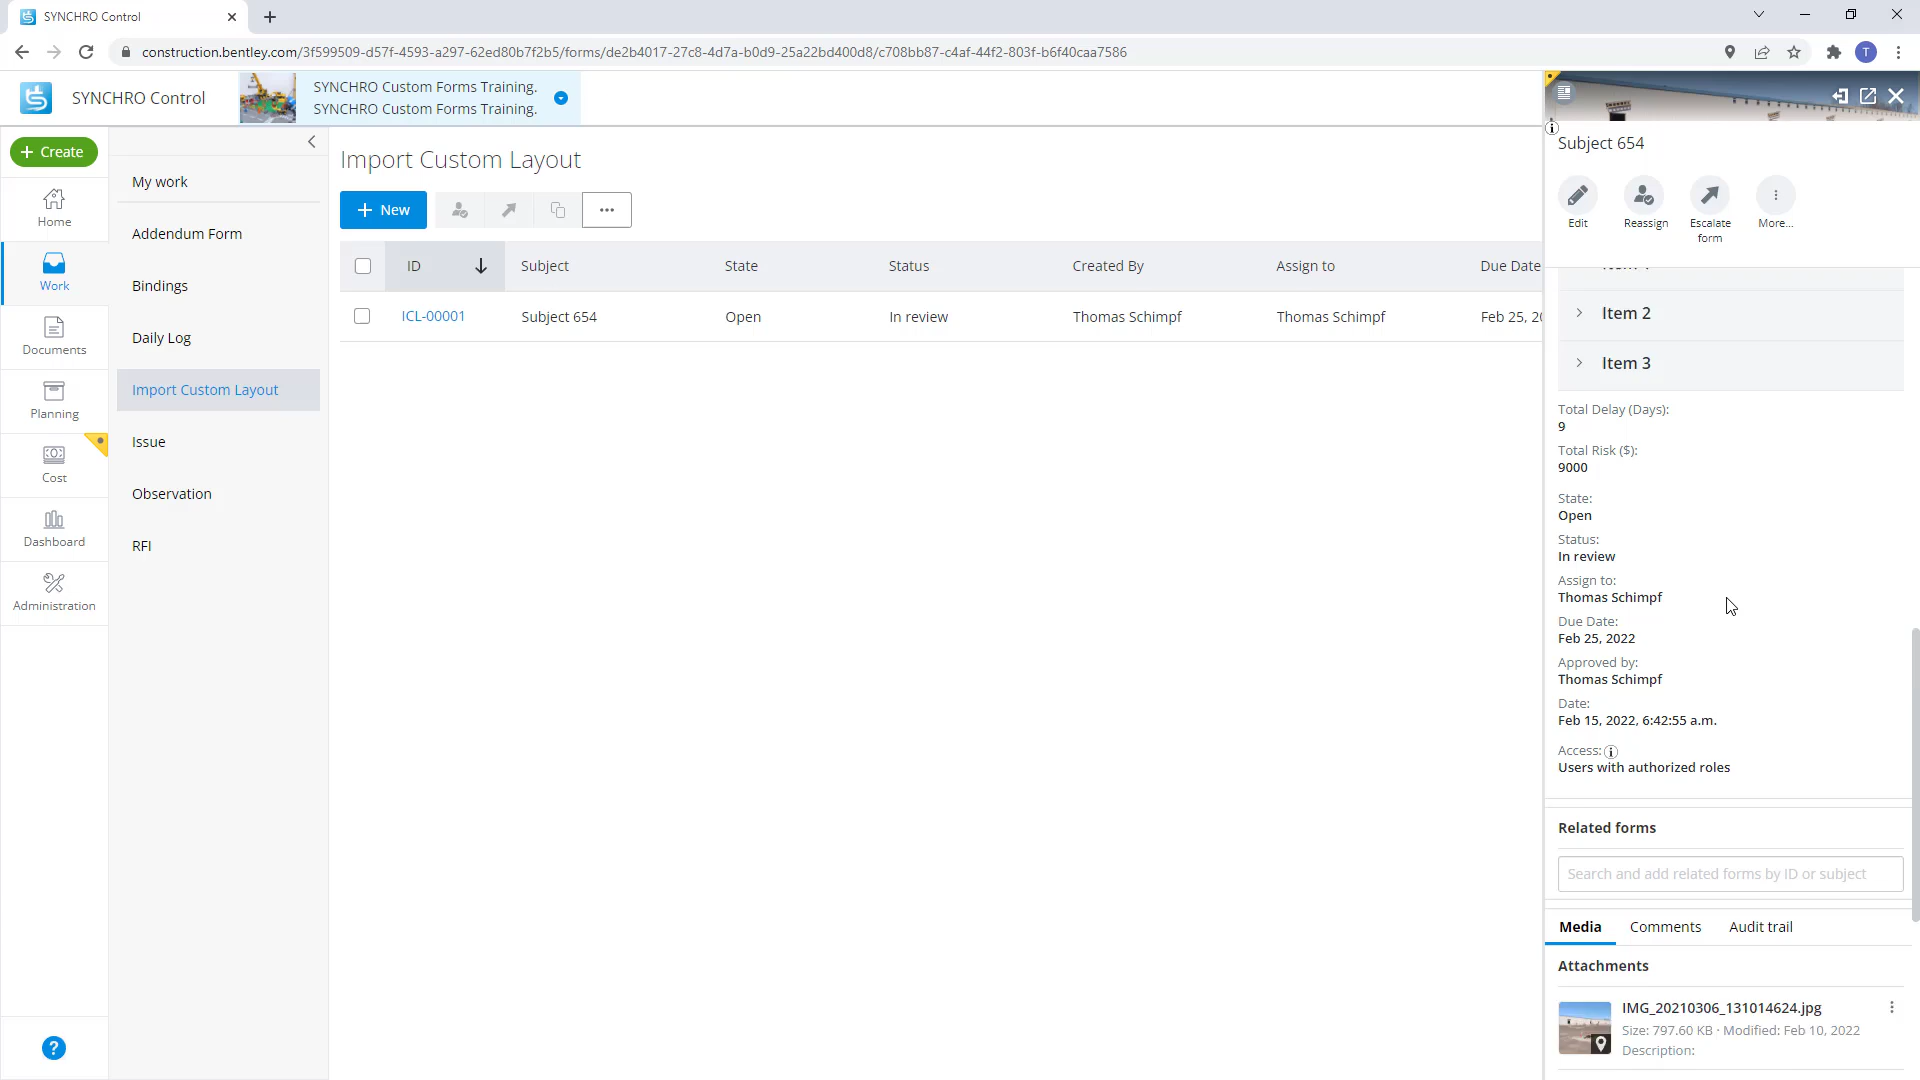 SYNCHRO Control
construction.bentley.com/3f599509-d57f-4593-a297-62ed80b7f2b5/forms/de2b4017-27c8-4d7a-b0d9-25a22bd400d8/c708bb87-c4af-44f2-803f-b6f40caa7586
T
SYNCHRO Control
SYNCHRO Custom Forms Training.
SYNCHRO Custom Forms Training.
+ Create
Home
Work
Documents
Planning
Cost
Dashboard
Administration
?
My work
Addendum Form
Bindings
Daily Log
Import Custom Layout
Issue
Observation
RFI
Import Custom Layout
+ New
ID Subject State Status Created By Assign to Due Date
ICL-00001 Subject 654 Open In review Thomas Schimpf Thomas Schimpf Feb 25, 20
Subject 654
Edit
Reassign
Escalate
form
More...
Item 2
Item 3
Total Delay (Days):
9
Total Risk ($):
9000
State:
Open
Status:
In review
Assign to:
Thomas Schimpf
Due Date:
Feb 25, 2022
Approved by:
Thomas Schimpf
Date:
Feb 15, 2022, 6:42:55 a.m.
Access:
Users with authorized roles
Related forms
Search and add related forms by ID or subject
Media Comments Audit trail
Attachments
IMG_20210306_131014624.jpg
Size: 797.60 KB · Modified: Feb 10, 2022
Description: